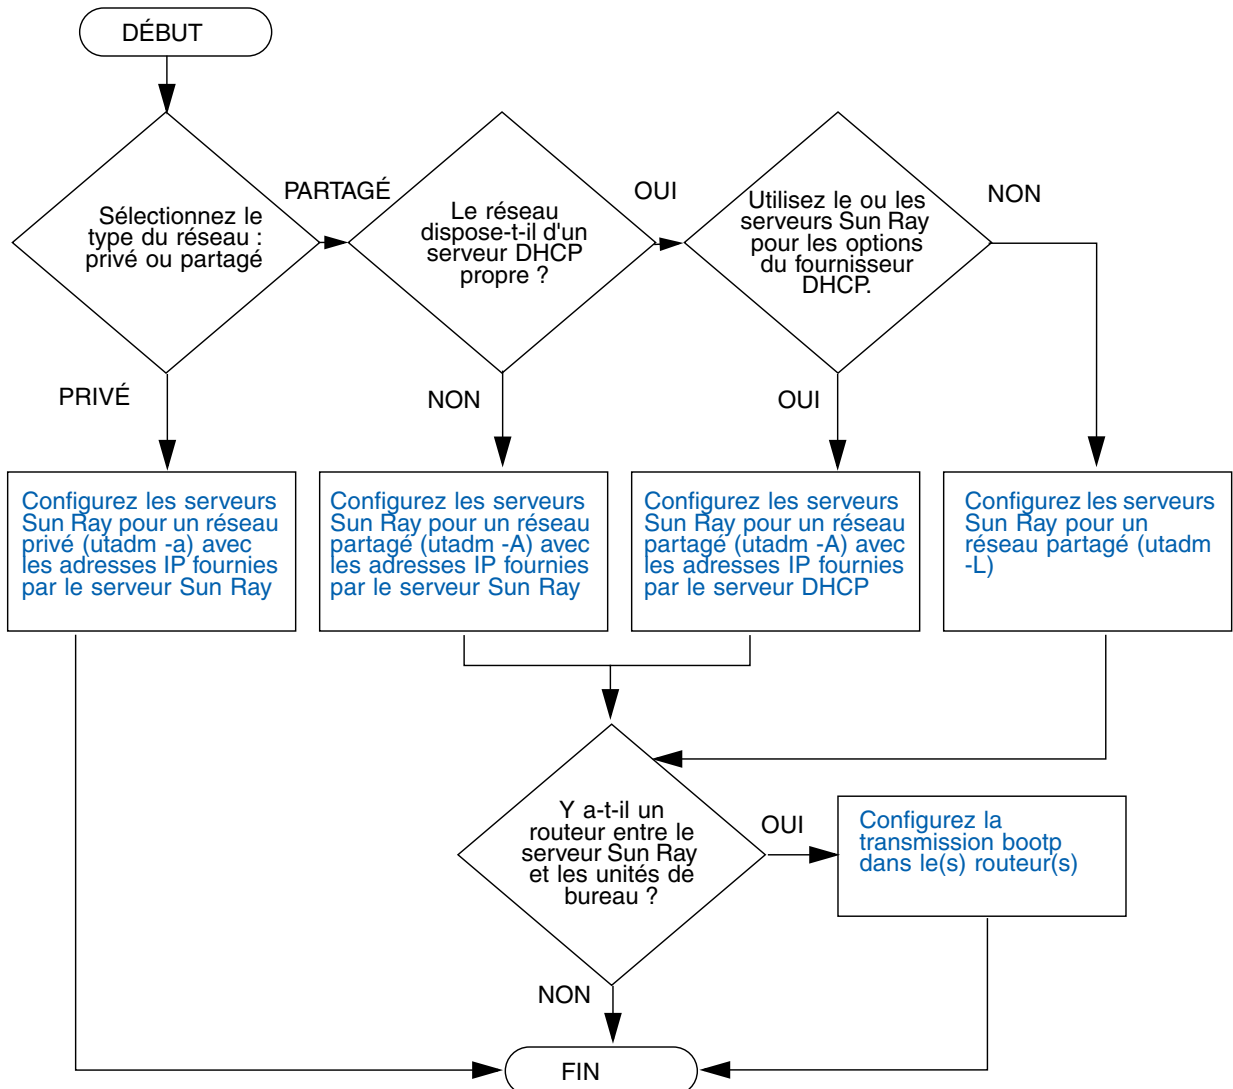 DÉBUT
Sélectionnez le
type du réseau :
privé ou partagé
PARTAGÉ
Le réseau
dispose-t-il d'un
serveur DHCP
propre ?
OUI
Utilisez le ou les
serveurs Sun Ray
pour les options
du fournisseur
DHCP.
NON
PRIVÉ
NON
OUI
Configurez les serveurs
Sun Ray pour un réseau
privé (utadm -a) avec
les adresses IP fournies
par le serveur Sun Ray
Configurez les serveurs
Sun Ray pour un réseau
partagé (utadm -A) avec
les adresses IP fournies
par le serveur Sun Ray
Configurez les serveurs
Sun Ray pour un réseau
partagé (utadm -A) avec
les adresses IP fournies
par le serveur DHCP
Configurez les serveurs
Sun Ray pour un
réseau partagé (utadm
-L)
Y a-t-il un
routeur entre le
serveur Sun Ray
et les unités de
bureau ?
OUI
Configurez la
transmission bootp
dans le(s) routeur(s)
NON
FIN